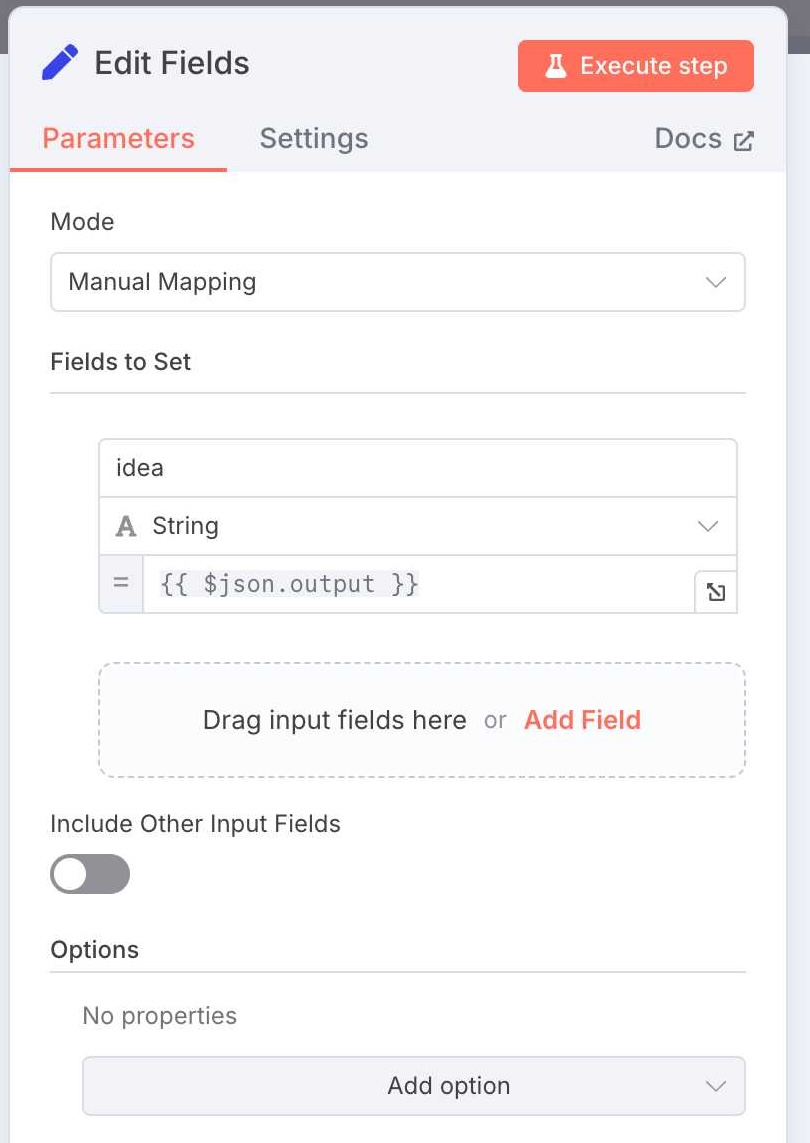 Edit Fields
Execute step
Parameters
Settings
Docs
Mode
Manual Mapping
Fields to Set
idea
A String
= {{ $json.output }}
Drag input fields here or Add Field
Include Other Input Fields
Options
No properties
Add option